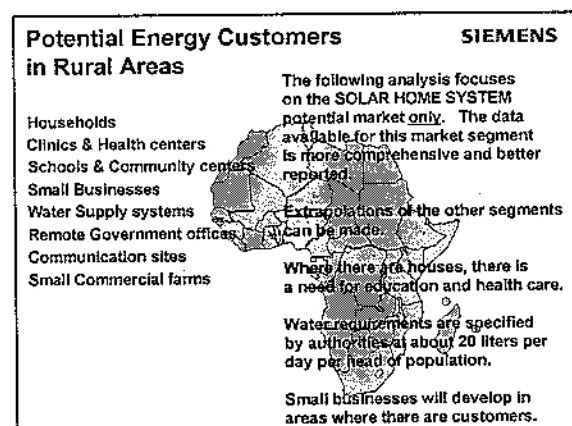 Potential Energy Customers
in Rural Areas
SIEMENS
Households
Clinics & Health centers
Schools & Community centers
Small Businesses
Water Supply systems
Remote Government offices
Communication sites
Small Commercial farms
The following analysis focuses
on the SOLAR HOME SYSTEM
potential market only. The data
available for this market segment
is more comprehensive and better
reported.
Extrapolations of the other segments
can be made.
Where there are houses, there is
a need for education and health care.
Water requirements are specified
by authorities at about 20 liters per
day per head of population.
Small businesses will develop in
areas where there are customers.